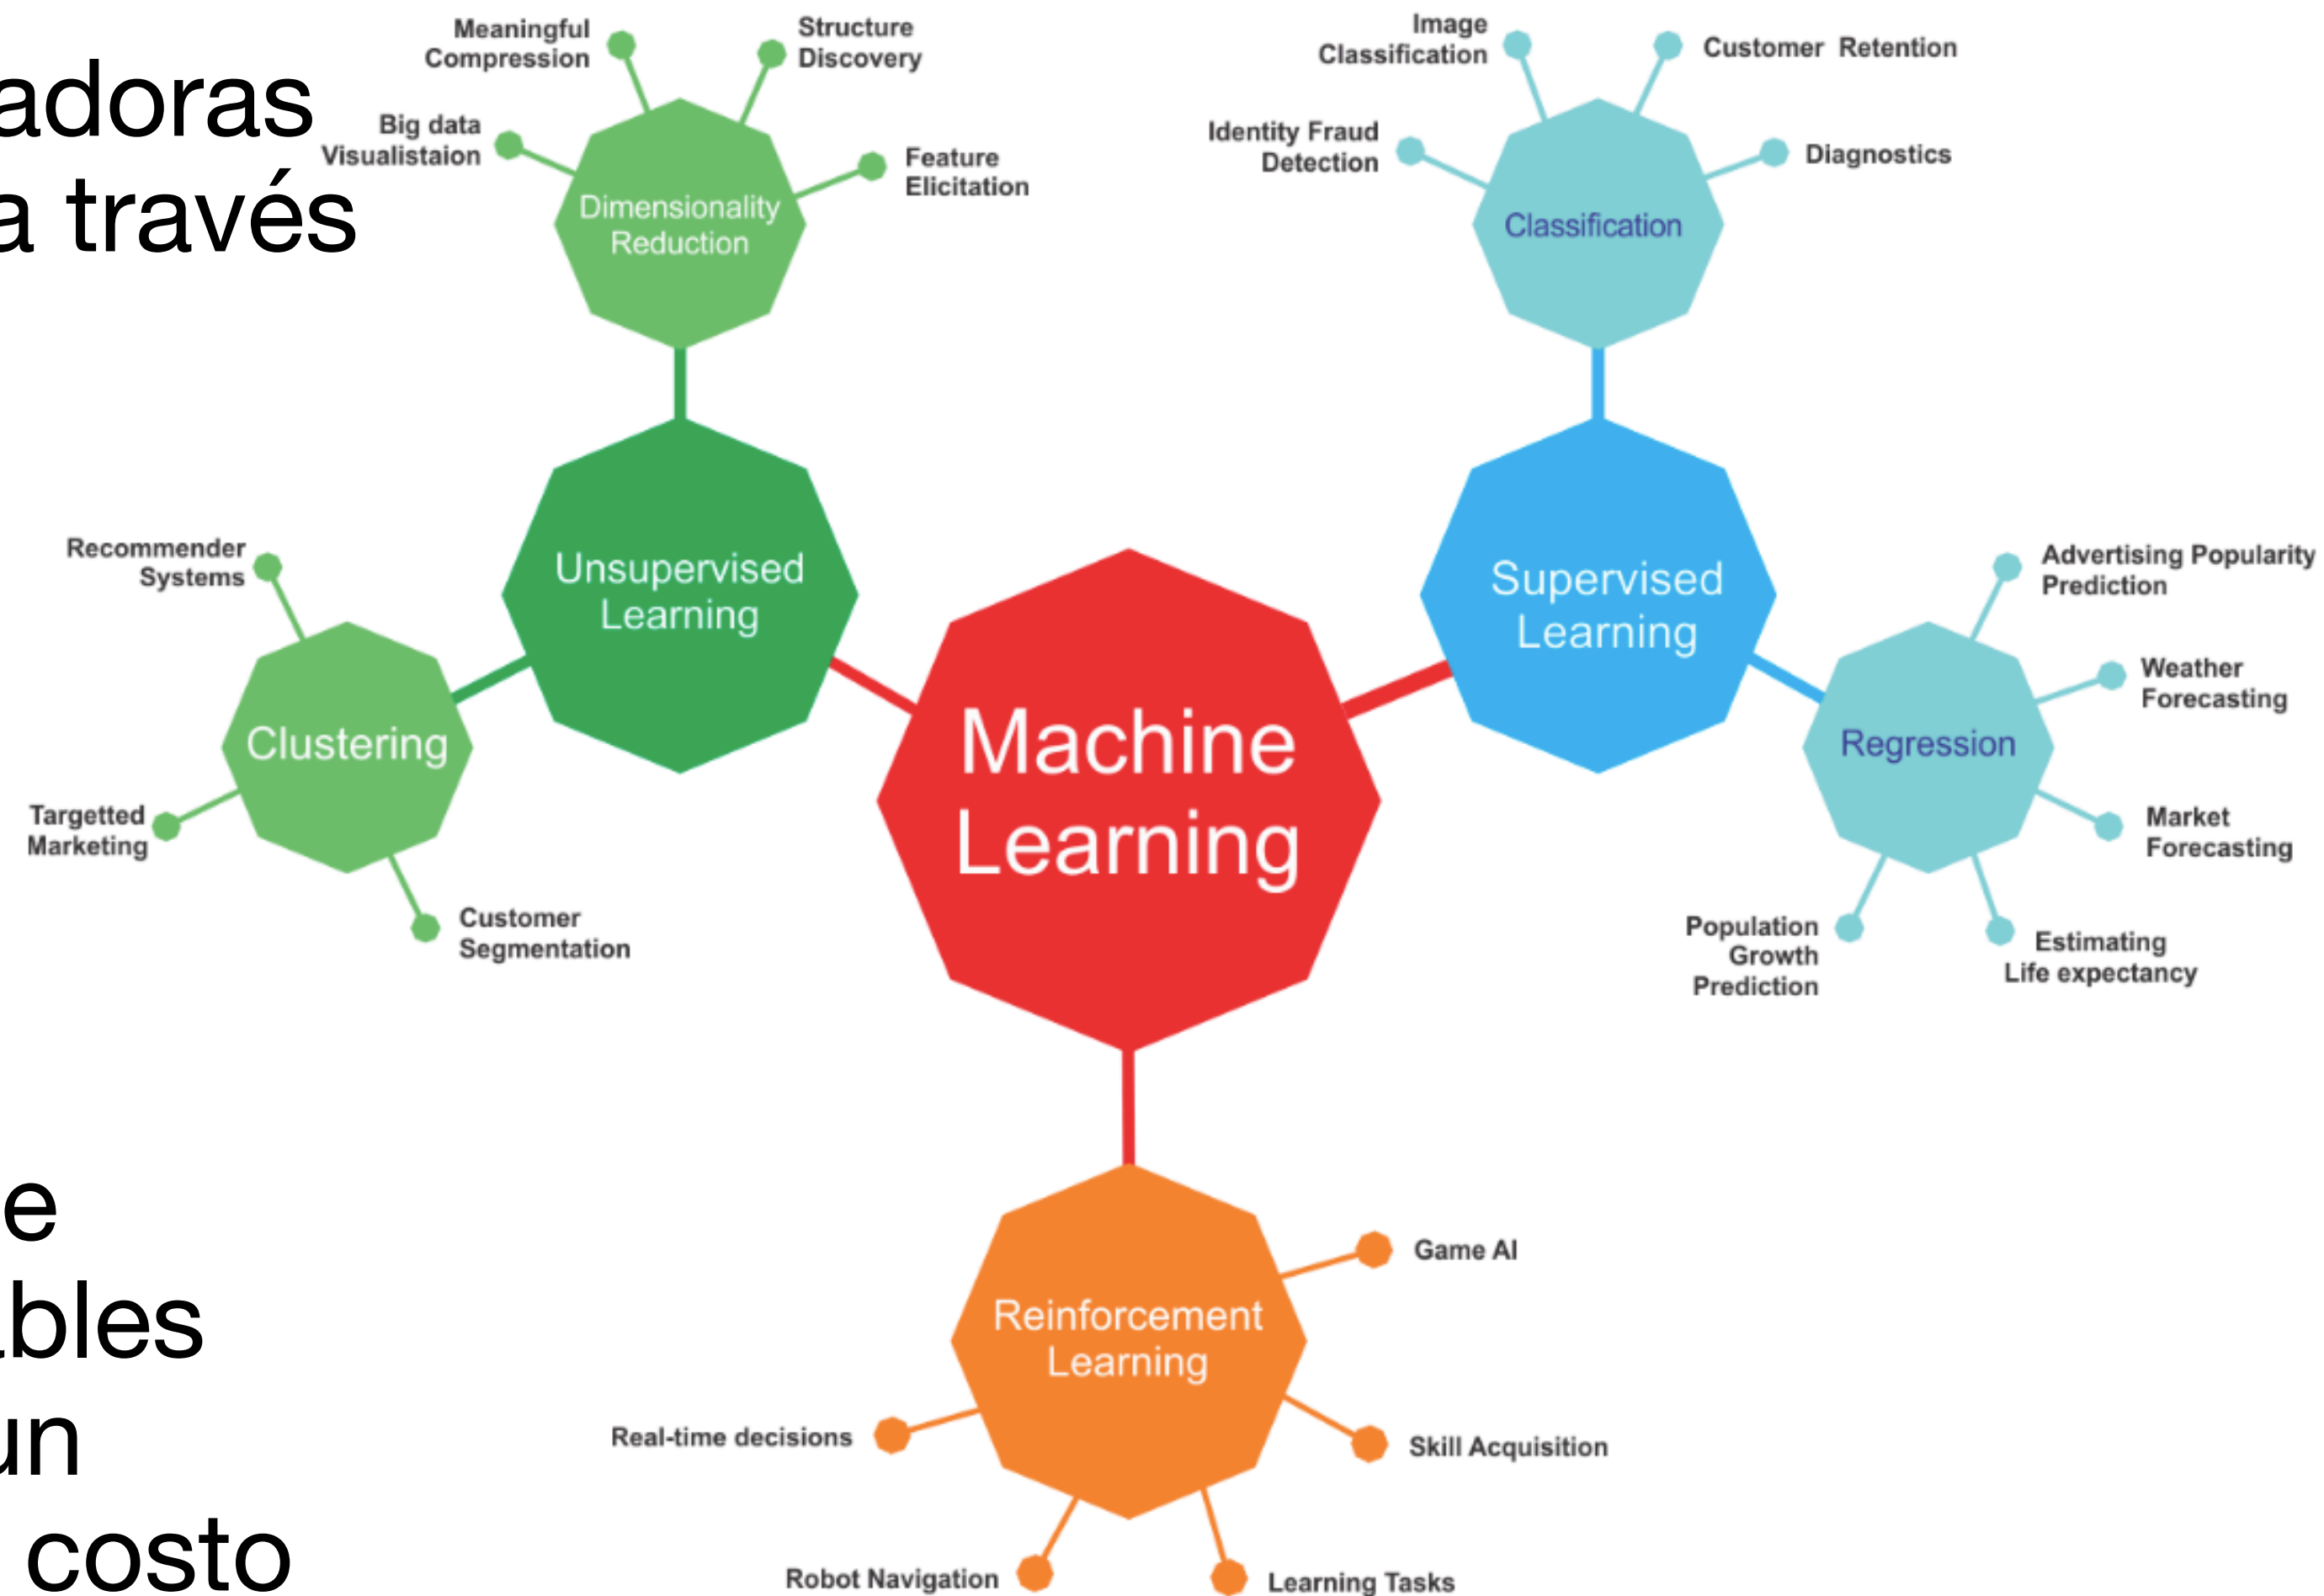 adoras
a través
e
ables
un
costo
Meaningful
Compression
Structure
Discovery
Big data
Visualistaion
Feature
Elicitation
Dimensionality
Reduction
Image
Classification
Customer Retention
Identity Fraud
Detection
Diagnostics
Classification
Unsupervised
Learning
Supervised
Learning
Recommender
Systems
Clustering
Targetted
Marketing
Customer
Segmentation
Machine
Learning
Advertising Popularity
Prediction
Weather
Forecasting
Regression
Market
Forecasting
Population
Growth
Prediction
Estimating
Life expectancy
Reinforcement
Learning
Game AI
Real-time decisions
Skill Acquisition
Robot Navigation
Learning Tasks